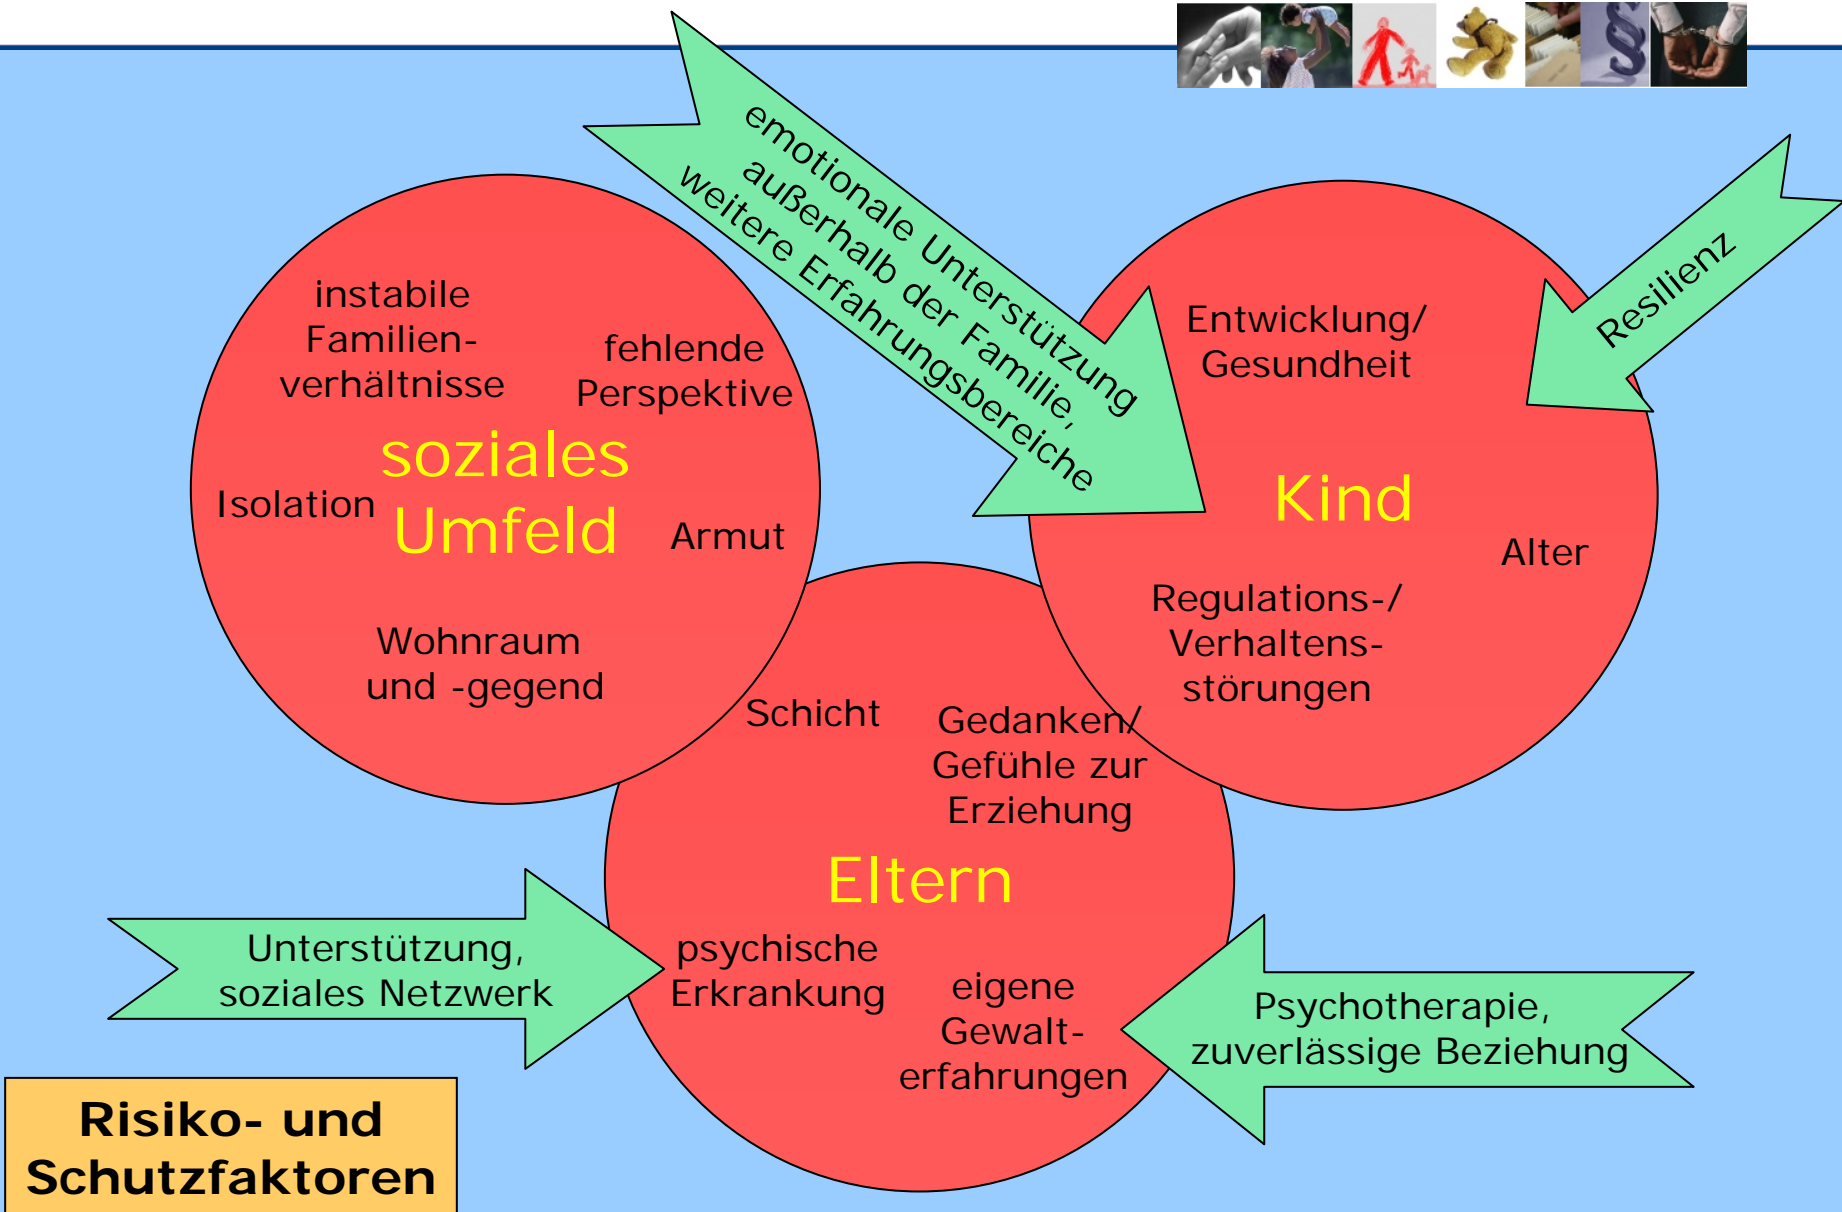 emotionale Unterstützung
außerhalb der Familie,
weitere Erfahrungsbereiche
Resilienz
instabile
Familien-
verhältnisse
fehlende
Perspektive
soziales
Umfeld
Isolation
Armut
Wohnraum
und -gegend
Entwicklung/
Gesundheit
Kind
Alter
Regulations-/
Verhaltens-
störungen
Schicht
Gedanken/
Gefühle zur
Erziehung
Eltern
psychische
Erkrankung
eigene
Gewalt-
erfahrungen
Unterstützung,
soziales Netzwerk
Psychotherapie,
zuverlässige Beziehung
Risiko- und
Schutzfaktoren